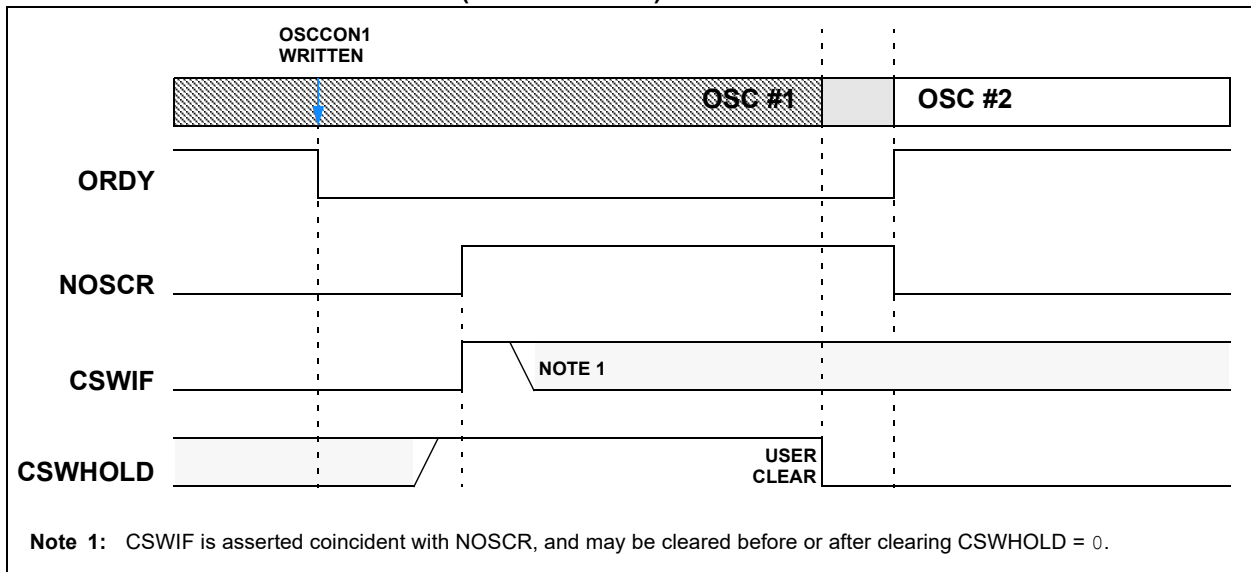 OSCCON1
WRITTEN
OSC #1
OSC #2
ORDY
NOSCR
CSWIF
NOTE 1
CSWHOLD
USER
CLEAR
Note 1: CSWIF is asserted coincident with NOSCR, and may be cleared before or after clearing CSWHOLD = 0.